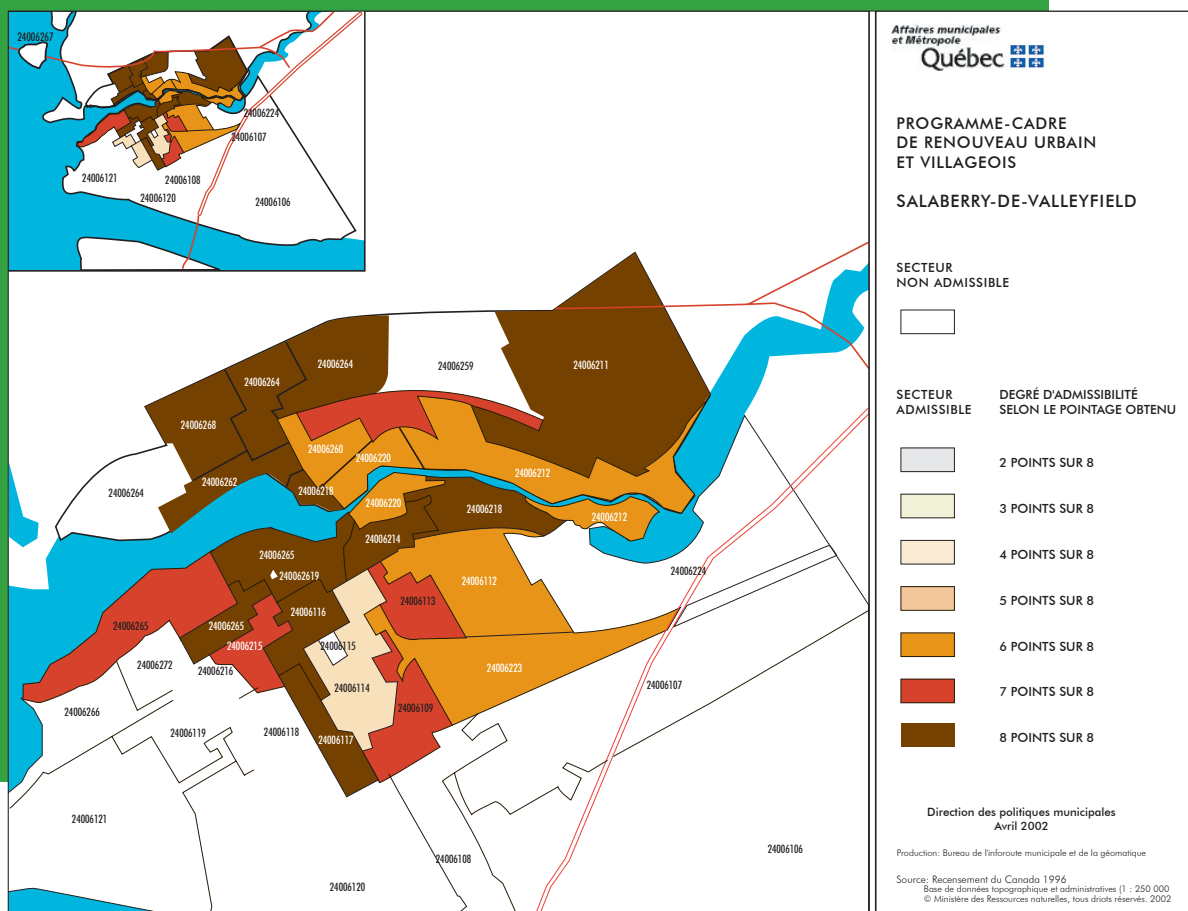 24006267
24006224
24006107
24006121
24006108
24006120
24006106
Affaires municipales
et Métropole
Québec
PROGRAMME-CADRE
DE RENOUVEAU URBAIN
ET VILLAGEOIS
SALABERRY-DE-VALLEYFIELD
SECTEUR
NON ADMISSIBLE
SECTEUR
ADMISSIBLE
DEGRÉ D'ADMISSIBILITÉ
SELON LE POINTAGE OBTENU
2 POINTS SUR 8
3 POINTS SUR 8
4 POINTS SUR 8
5 POINTS SUR 8
6 POINTS SUR 8
7 POINTS SUR 8
8 POINTS SUR 8
Direction des politiques municipales
Avril 2002
Production: Bureau de l'inforoute municipale et de la géomatique
Source: Recensement du Canada 1996
Base de données topographique et administratives (1 : 250 000
© Ministère des Ressources naturelles, tous droits réservés. 2002
24006264
24006259
24006211
24006264
24006268
24006260
24006220
24006212
24006262
24006218
24006264
24006220
24006218
24006212
24006214
24006265
24006224
24006112
24006219
24006113
24006116
24006265
24006265
24006215
24006115
24006272
24006216
24006223
24006114
24006107
24006266
24006109
24006119
24006118
24006117
24006121
24006106
24006108
24006120